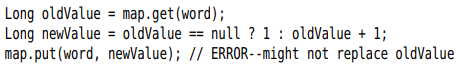 Long oldValue = map.get(word);
Long newValue = oldValue == null ? 1 : oldValue + 1;
map.put(word, newValue); // ERROR--might not replace oldValue